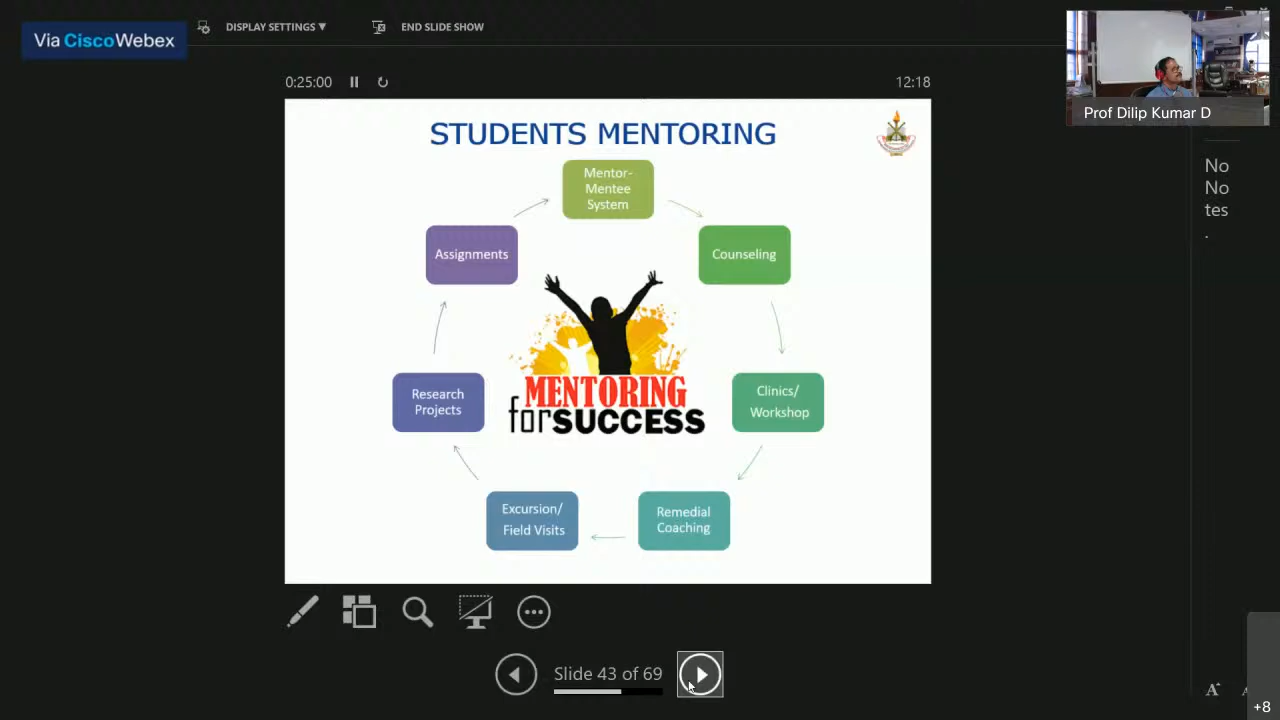 Via CiscoWebex
DISPLAY SETTINGS ▼
END SLIDE SHOW
0:25:00
12:18
Prof Dilip Kumar D
No
No
tes
.
STUDENTS MENTORING
Mentor-
Mentee
System
Assignments
Counseling
Research
Projects
MENTORING
for SUCCESS
Clinics/
Workshop
Excursion/
Field Visits
Remedial
Coaching
Slide 43 of 69
A
+8